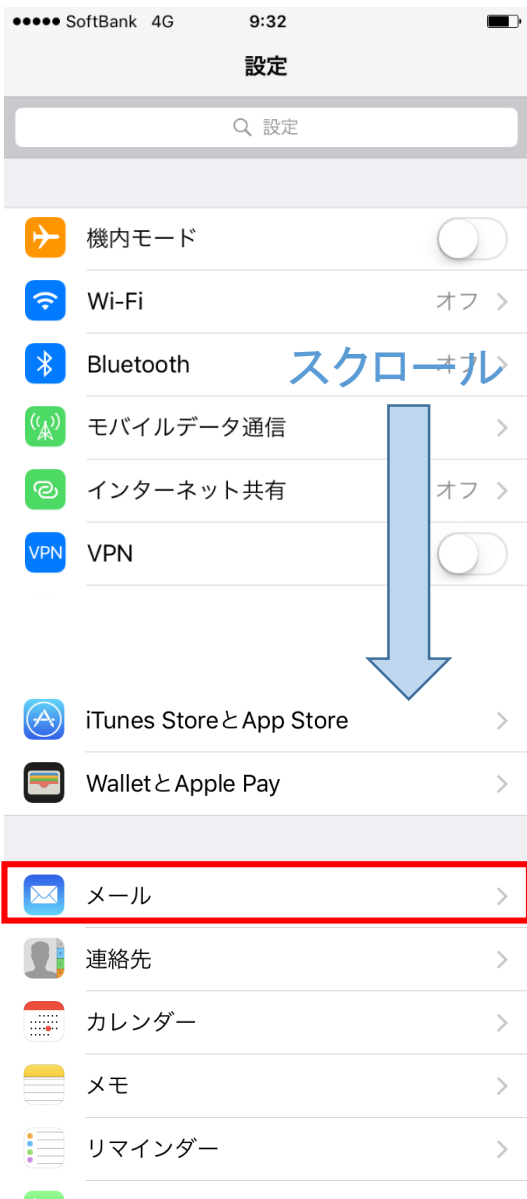 ●●●●● SoftBank 4G 9:32
設定
設定
機内モード
Wi-Fi オフ
Bluetooth オフ
スクロール
モバイルデータ通信
インターネット共有 オフ
VPN VPN
iTunes StoreとApp Store
WalletとApple Pay
メール
連絡先
カレンダー
メモ
リマインダー